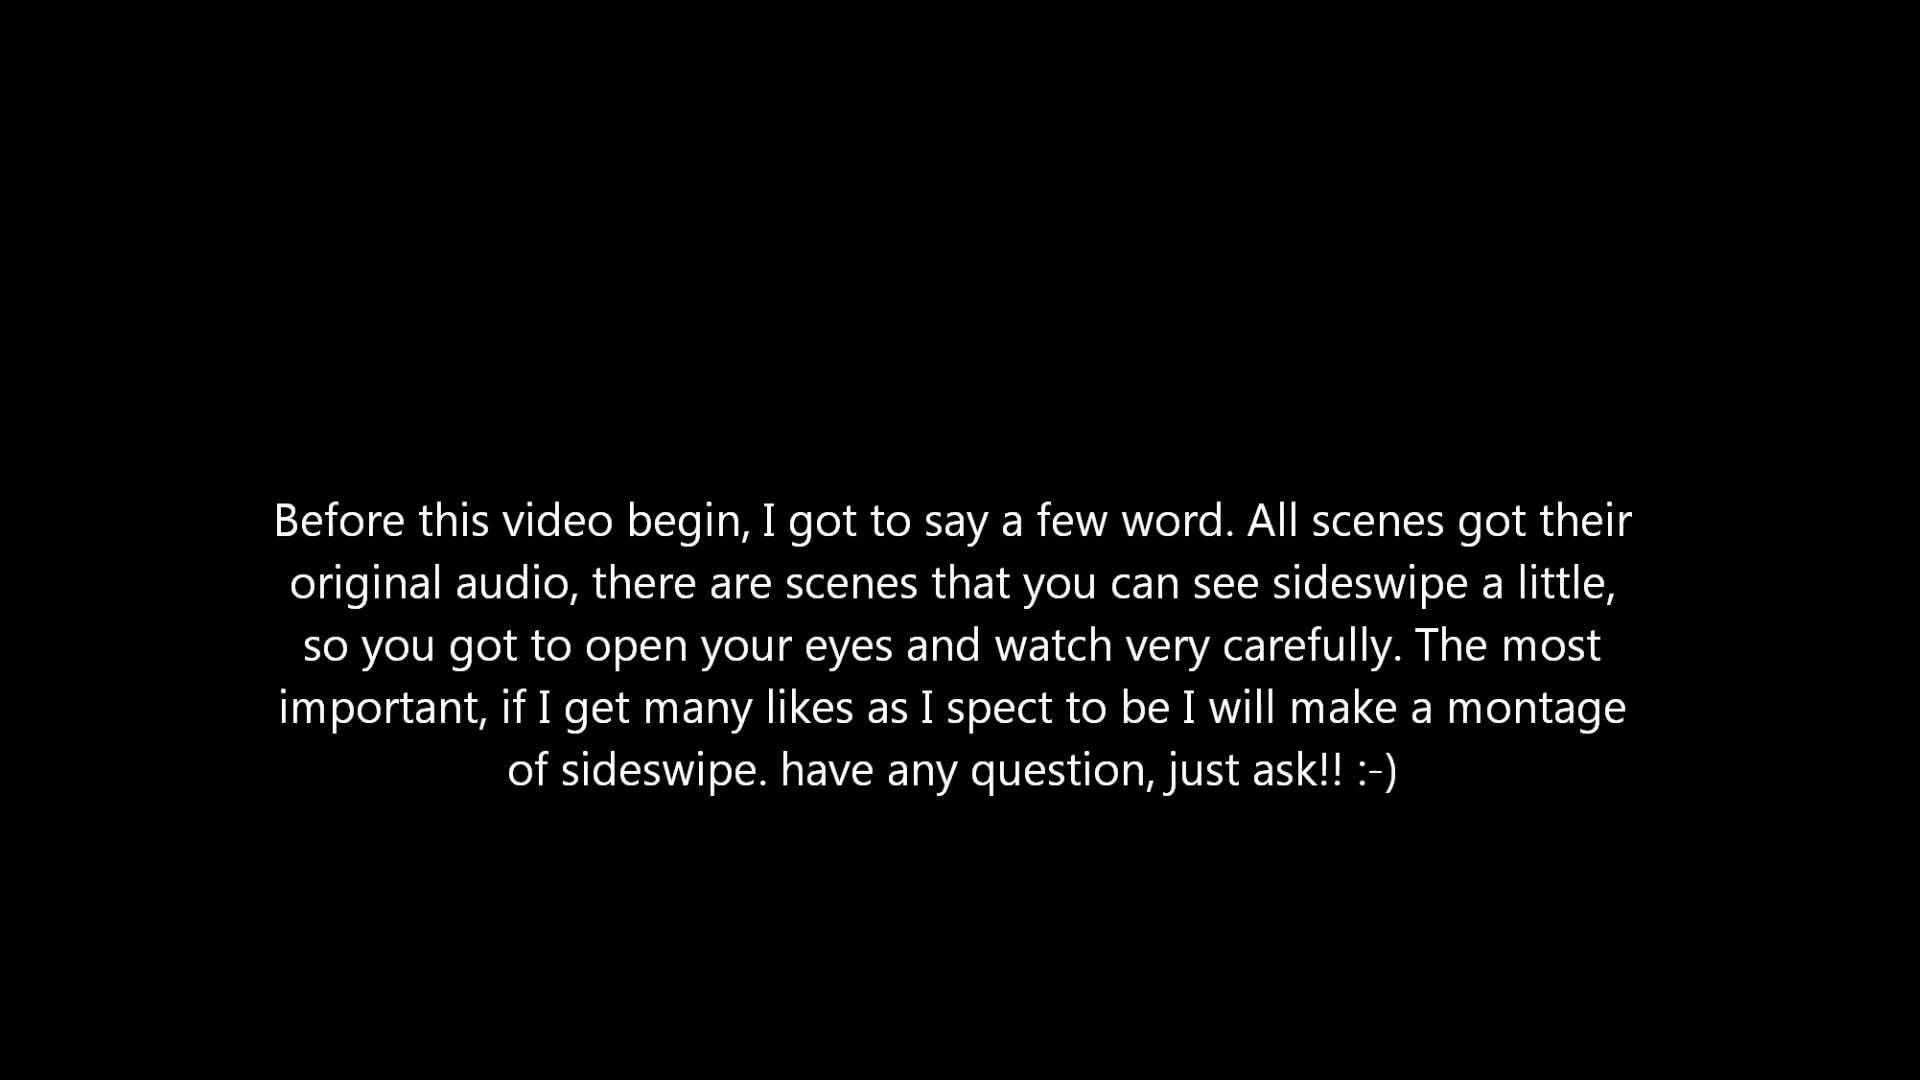 Before this video begin, I got to say a few word. All scenes got their
original audio, there are scenes that you can see sideswipe a little,
so you got to open your eyes and watch very carefully. The most
important, if I get many likes as I spect to be I will make a montage
of sideswipe. have any question, just ask!! :-)